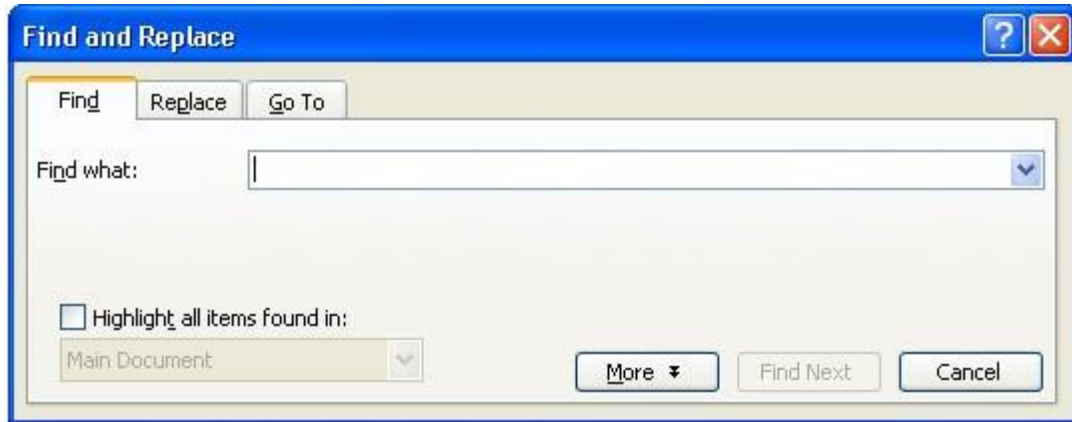 Find and Replace
Find Replace Go To
Find what:
Highlight all items found in:
Main Document
More Find Next Cancel